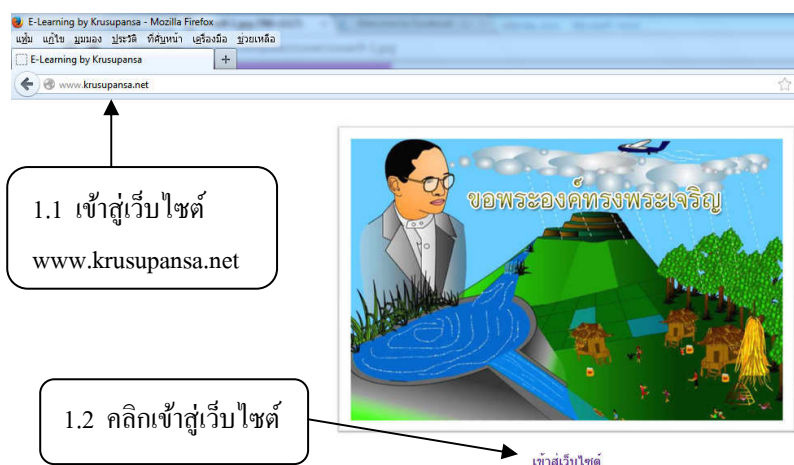 E-Learning by Krusupansa - Mozilla Firefox
แฟ้ม แก้ไข มุมมอง ประวัติ ที่คั่นหน้า เครื่องมือ ช่วยเหลือ
E-Learning by Krusupansa +
www.krusupansa.net
ขอพระองค์ทรงพระเจริญ
1.1 เข้าสู่เว็บไซต์
www.krusupansa.net
1.2 คลิกเข้าสู่เว็บไซต์
เข้าสู่เว็บไซต์